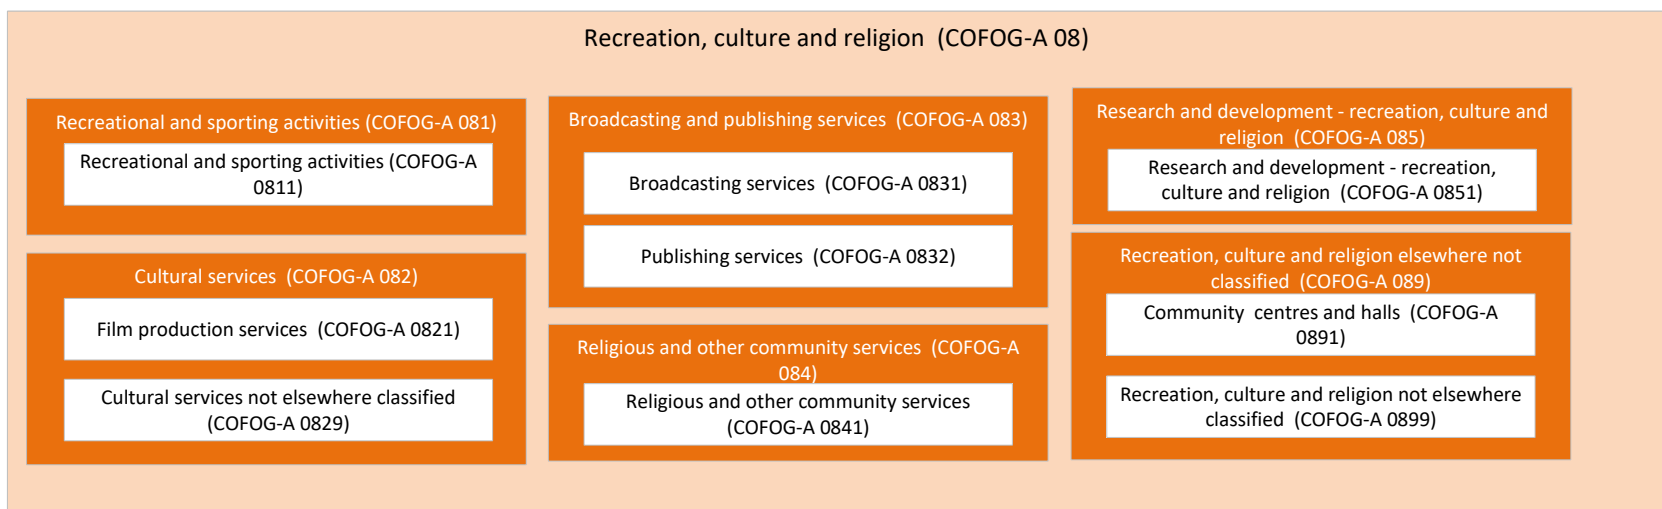 Recreation, culture and religion (COFOG-A 08)
Recreational and sporting activities (COFOG-A 081)
Recreational and sporting activities (COFOG-A
0811)
Cultural services (COFOG-A 082)
Film production services (COFOG-A 0821)
Cultural services not elsewhere classified
(COFOG-A 0829)
Broadcasting and publishing services (COFOG-A 083)
Broadcasting services (COFOG-A 0831)
Publishing services (COFOG-A 0832)
Religious and other community services (COFOG-A
084)
Religious and other community services
(COFOG-A 0841)
Research and development - recreation, culture and
religion (COFOG-A 085)
Research and development - recreation,
culture and religion (COFOG-A 0851)
Recreation, culture and religion elsewhere not
classified (COFOG-A 089)
Community centres and halls (COFOG-A
0891)
Recreation, culture and religion not elsewhere
classified (COFOG-A 0899)